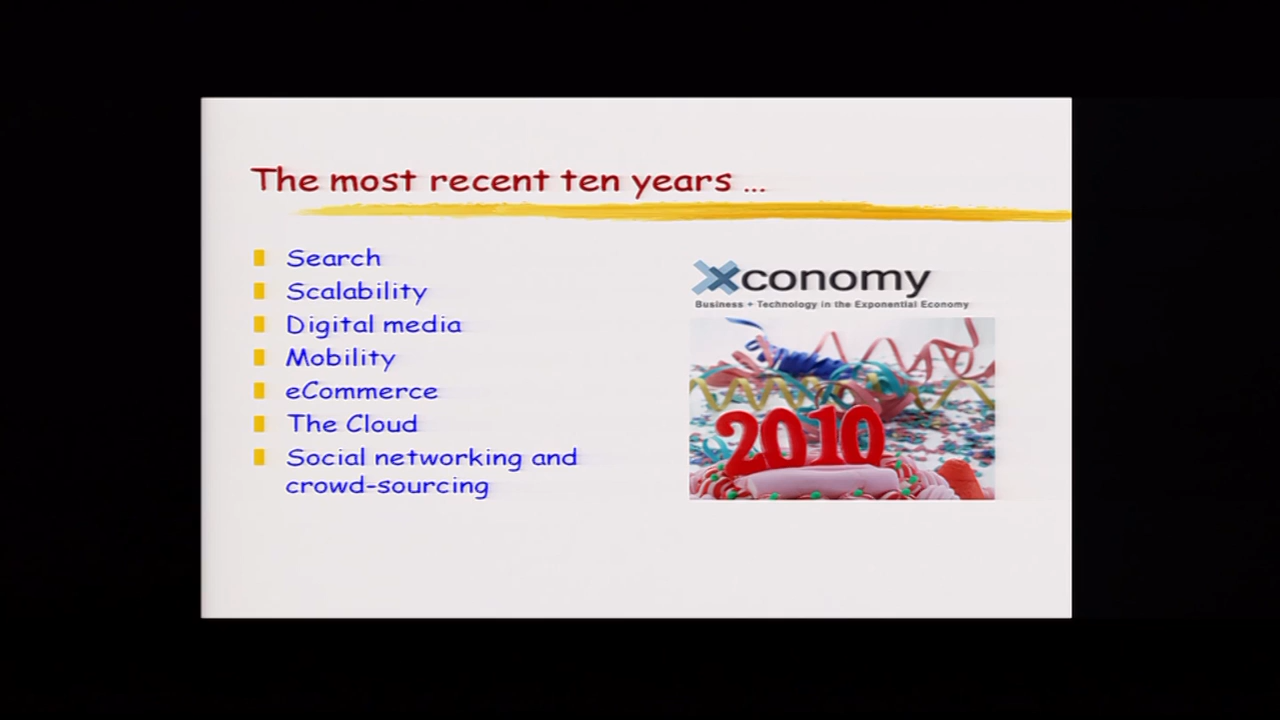 The most recent ten years ...
Search
Scalability
Digital media
Mobility
eCommerce
The Cloud
Social networking and
crowd-sourcing
Xconomy
Business + Technology in the Exponential Economy
2010